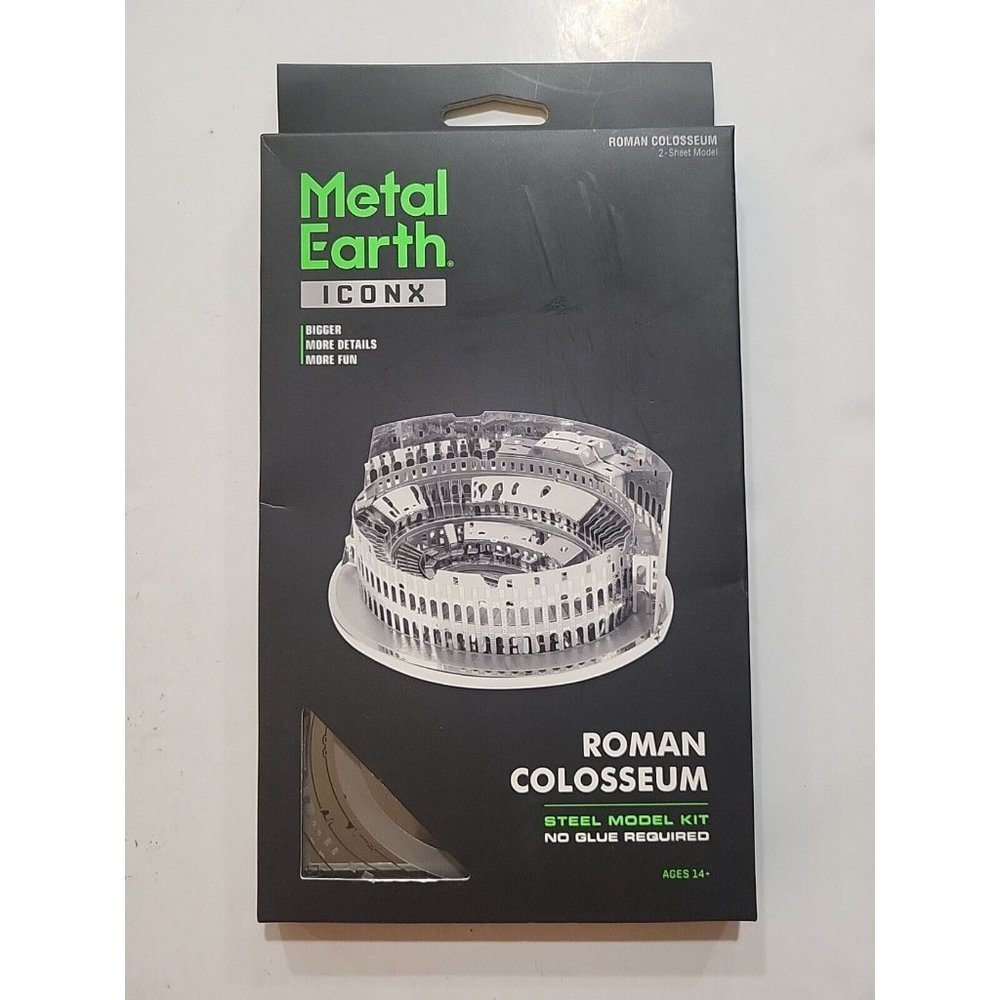 ROMAN COLOSSEUM
2-Sheet Model
Metal
Earth®
ICONX
BIGGER
MORE DETAILS
MORE FUN
ROMAN
COLOSSEUM
STEEL MODEL KIT
NO GLUE REQUIRED
AGES 14+